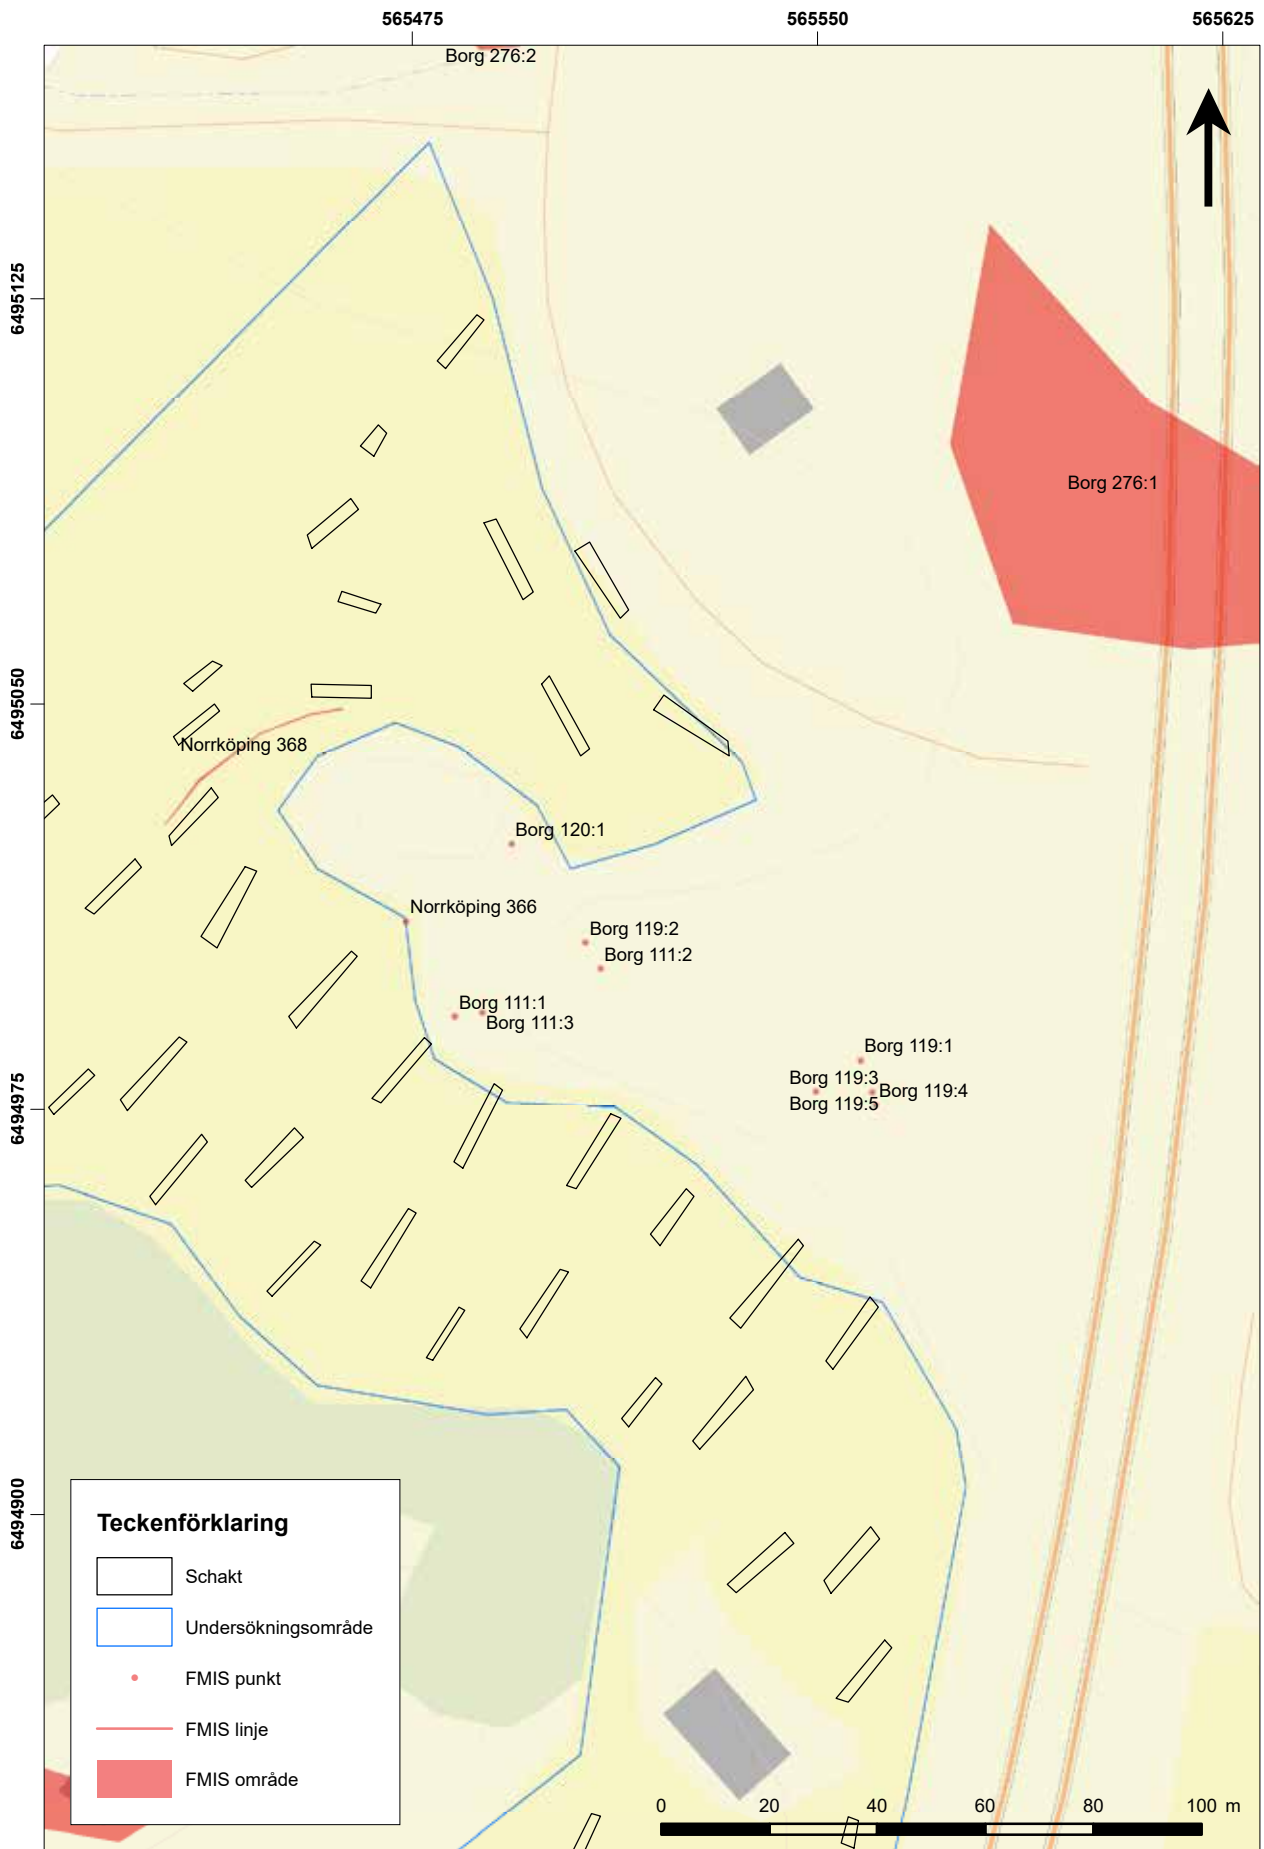 565475
565550
565625
Borg 276:2
6495125
Borg 276:1
6495050
Norrköping 368
Borg 120:1
Norrköping 366
Borg 119:2
Borg 111:2
Borg 111:1
Borg 111:3
Borg 119:1
Borg 119:3
Borg 119:4
Borg 119:5
6494975
6494900
Teckenförklaring
Schakt
Undersökningsområde
FMIS punkt
FMIS linje
FMIS område
0 20 40 60 80 100 m